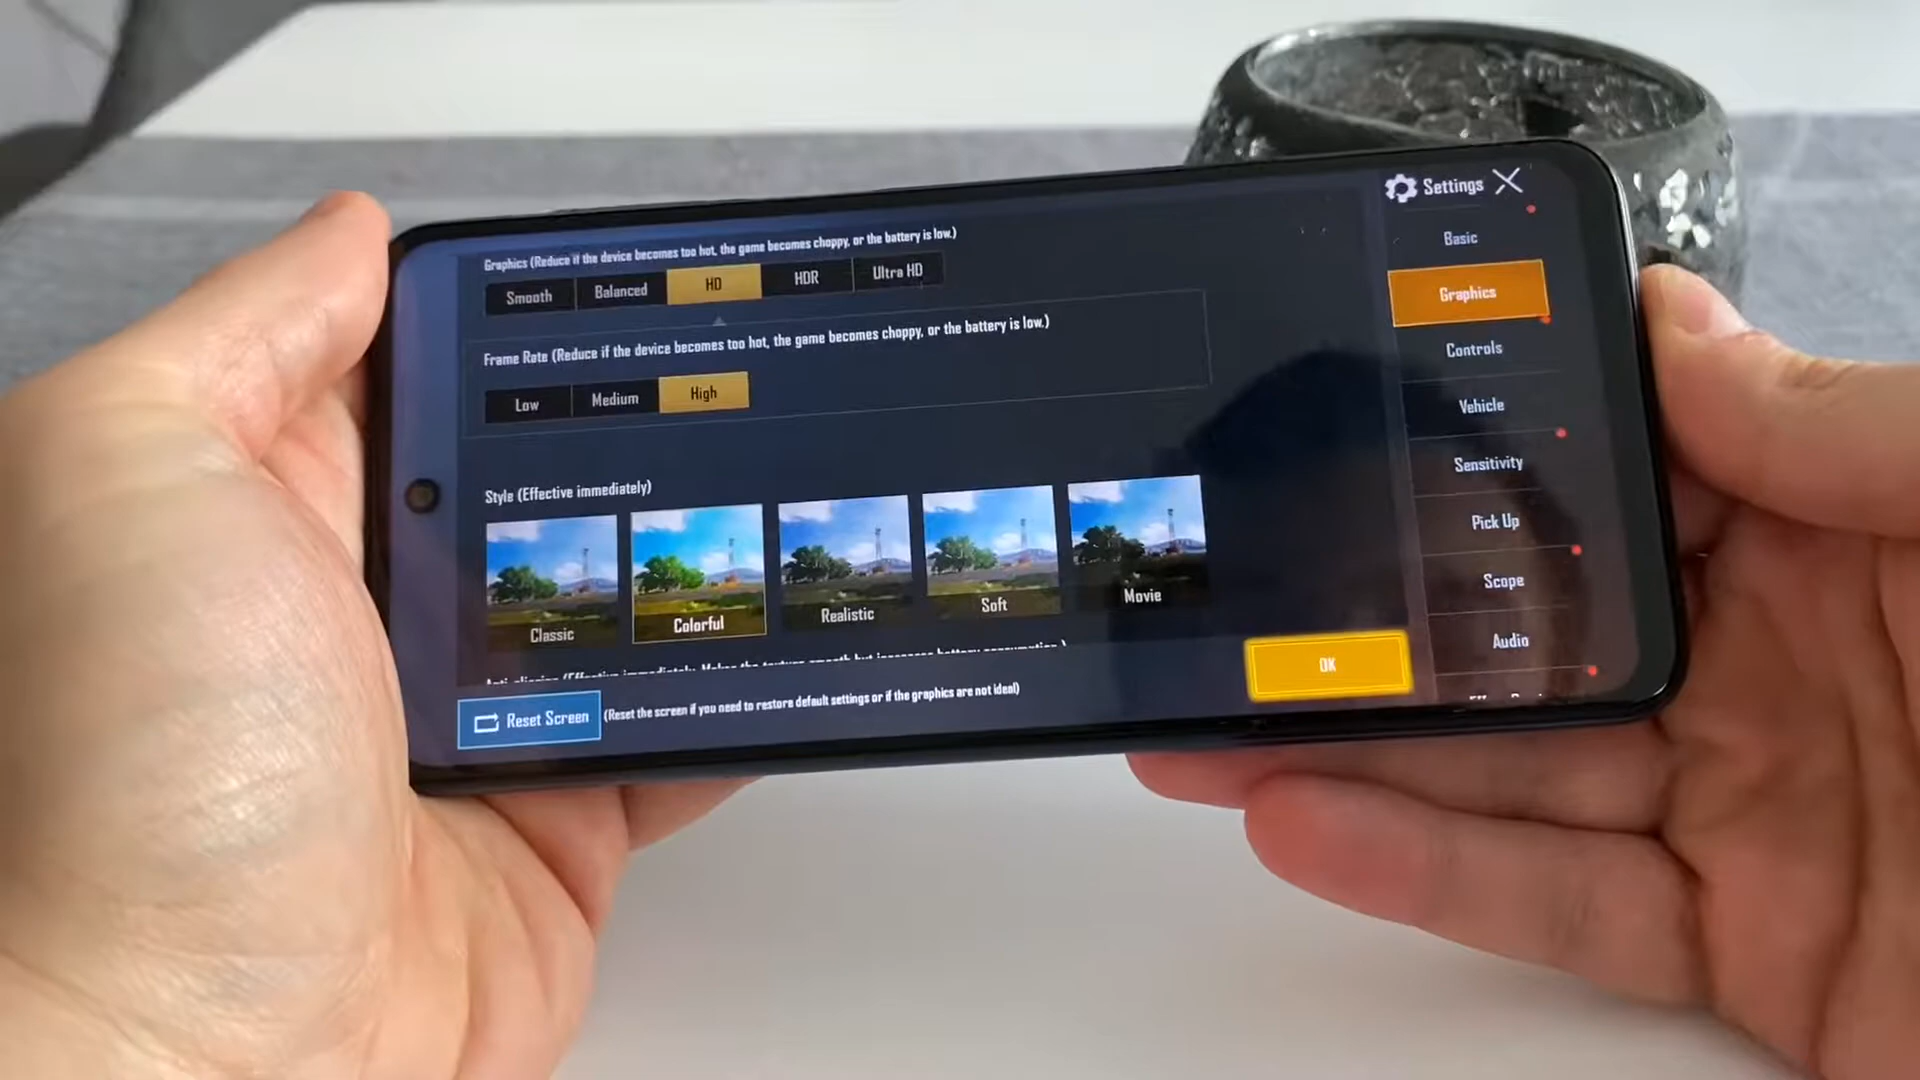 Settings
Graphics (Reduce if the device becomes too hot, the game becomes choppy, or the battery is low.)
Smooth Balanced HD HDR Ultra HD
Frame Rate (Reduce if the device becomes too hot, the game becomes choppy, or the battery is low.)
Low Medium High
Style (Effective immediately)
Classic Colorful Realistic Soft Movie
Reset Screen (Reset the screen if you need to restore default settings or if the graphics are not ideal)
OK
Basic
Graphics
Controls
Vehicle
Sensitivity
Pick Up
Scope
Audio